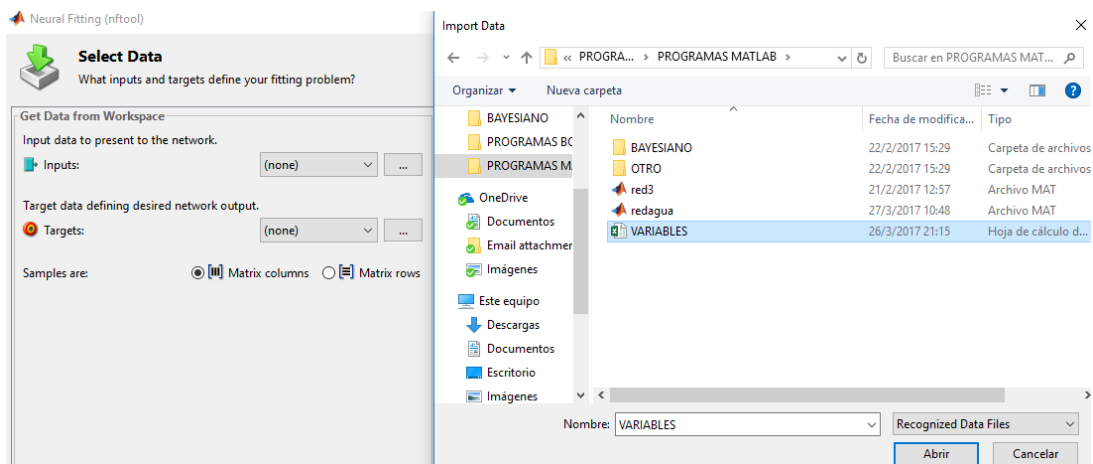 Neural Fitting (nftool)
Select Data
What inputs and targets define your fitting problem?
Get Data from Workspace
Input data to present to the network.
Inputs: (none) ...
Target data defining desired network output.
Targets: (none) ...
Samples are: Matrix columns Matrix rows
Import Data
« PROGRA... > PROGRAMAS MATLAB > Buscar en PROGRAMAS MAT...
Organizar Nueva carpeta
BAYESIANO
PROGRAMAS BO
PROGRAMAS M.
OneDrive
Documentos
Email attachmer
Imágenes
Este equipo
Descargas
Documentos
Escritorio
Imágenes
Nombre Fecha de modifica... Tipo
BAYESIANO 22/2/2017 15:29 Carpeta de archivos
OTRO 22/2/2017 15:29 Carpeta de archivos
red3 21/2/2017 12:57 Archivo MAT
redagua 27/3/2017 10:48 Archivo MAT
VARIABLES 26/3/2017 21:15 Hoja de cálculo d...
Nombre: VARIABLES Recognized Data Files
Abrir Cancelar